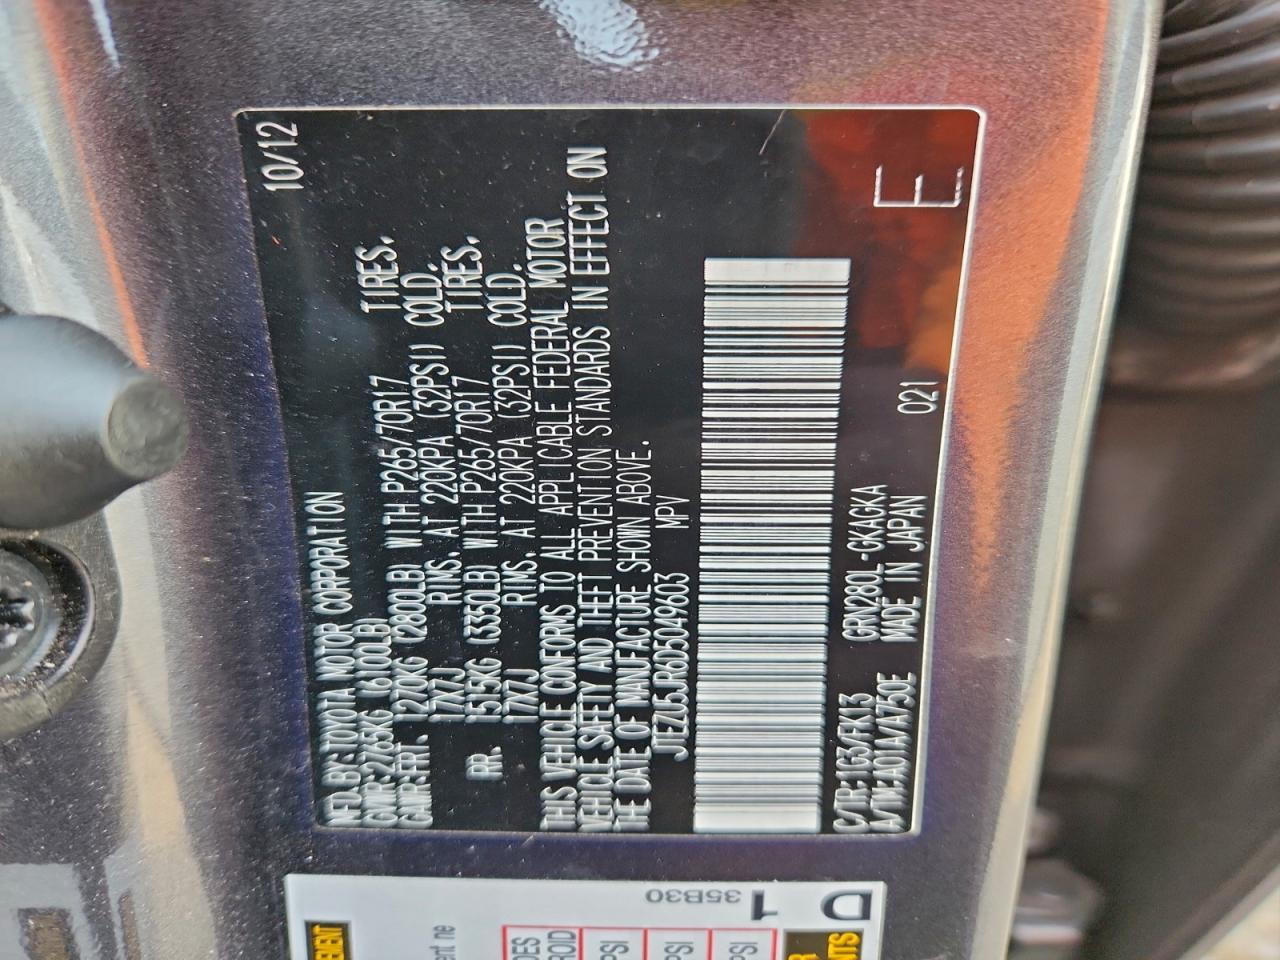 MFD. BY: TOYOTA MOTOR CORPORATION 10/12
GVWR: 2765KG (6100LB)
GAWR: FRT. 1270KG (2800LB) WITH P265/70R17 TIRES.
17X7J RIMS. AT 220KPA (32PSI) COLD.
RR. 1515KG (3350LB) WITH P265/70R17 TIRES.
17X7J RIMS. AT 220KPA (32PSI) COLD.
THIS VEHICLE CONFORMS TO ALL APPLICABLE FEDERAL MOTOR
VEHICLE SAFETY AND THEFT PREVENTION STANDARDS IN EFFECT ON
THE DATE OF MANUFACTURE SHOWN ABOVE.
JTEZU5JR6D5049603 MPV
C/TR: 1G3/FK13 GRN280L-GKAGKA 021
A/TM: A01A/A750E MADE IN JAPAN
E
D 1
35B30
PSI
PSI
PSI